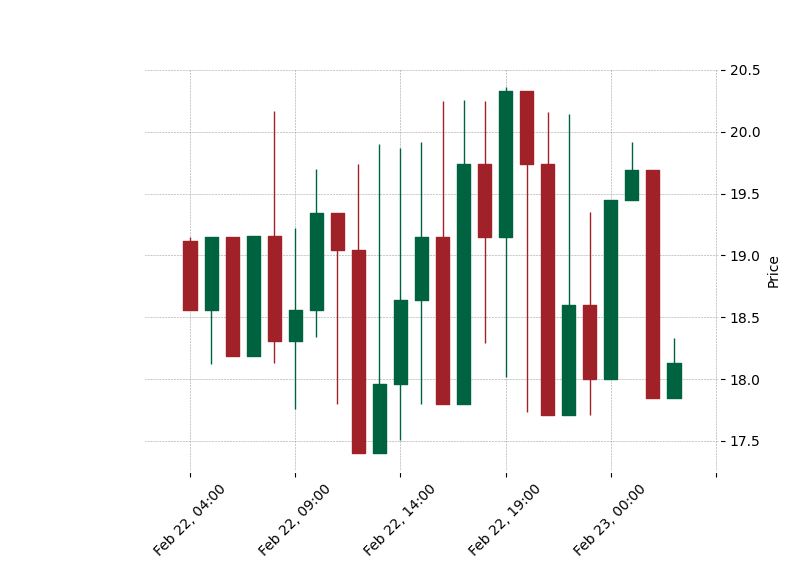 20.5
20.0
19.5
19.0
18.5
18.0
17.5
Price
Feb 22, 04:00
Feb 22, 09:00
Feb 22, 14:00
Feb 22, 19:00
Feb 23, 00:00